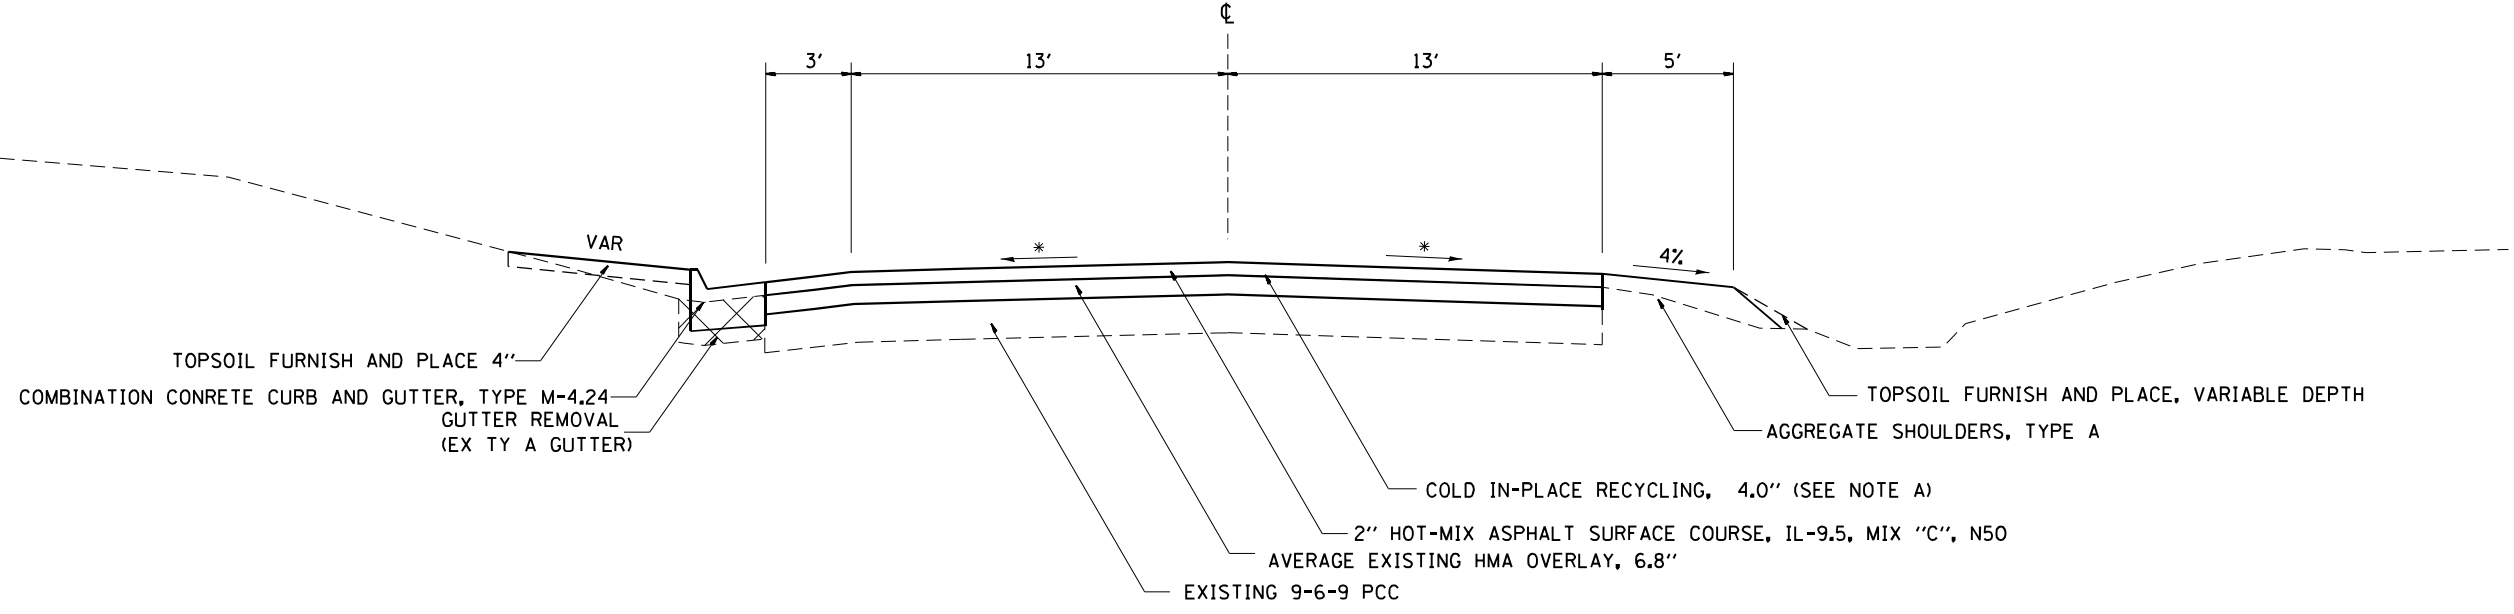 ℄
3' 13' 13' 5'
VAR
*
*
4%
TOPSOIL FURNISH AND PLACE 4''
COMBINATION CONRETE CURB AND GUTTER, TYPE M-4.24
GUTTER REMOVAL
(EX TY A GUTTER)
TOPSOIL FURNISH AND PLACE, VARIABLE DEPTH
AGGREGATE SHOULDERS, TYPE A
COLD IN-PLACE RECYCLING, 4.0'' (SEE NOTE A)
2'' HOT-MIX ASPHALT SURFACE COURSE, IL-9.5, MIX ''C'', N50
AVERAGE EXISTING HMA OVERLAY, 6.8''
EXISTING 9-6-9 PCC